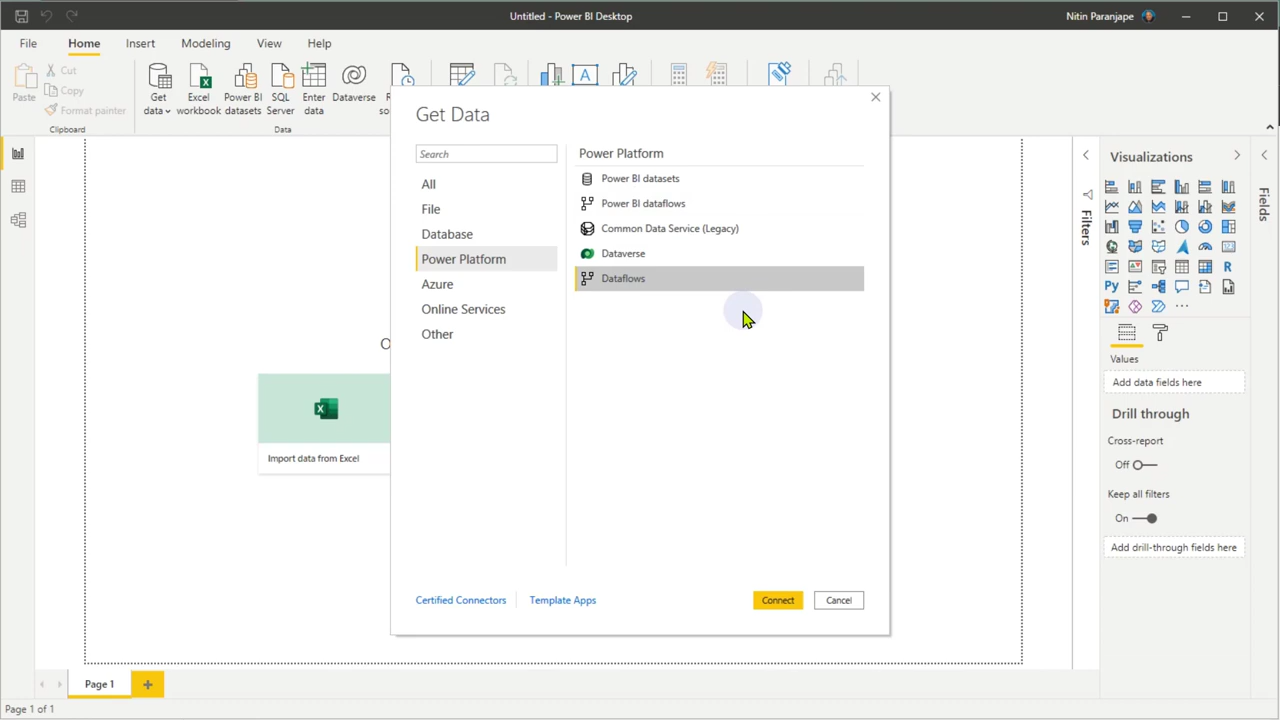 Untitled - Power BI Desktop
Nitin Paranjape
File
Home
Insert
Modeling
View
Help
Paste
Cut
Copy
Format painter
Clipboard
Get data
Excel workbook
Power BI datasets
SQL Server
Enter data
Dataverse
Data
Get Data
Search
All
File
Database
Power Platform
Azure
Online Services
Other
Power Platform
Power BI datasets
Power BI dataflows
Common Data Service (Legacy)
Dataverse
Dataflows
Certified Connectors
Template Apps
Connect
Cancel
Import data from Excel
Filters
Visualizations
R
Py
Values
Add data fields here
Drill through
Cross-report
Off
Keep all filters
On
Add drill-through fields here
Fields
Page 1
Page 1 of 1